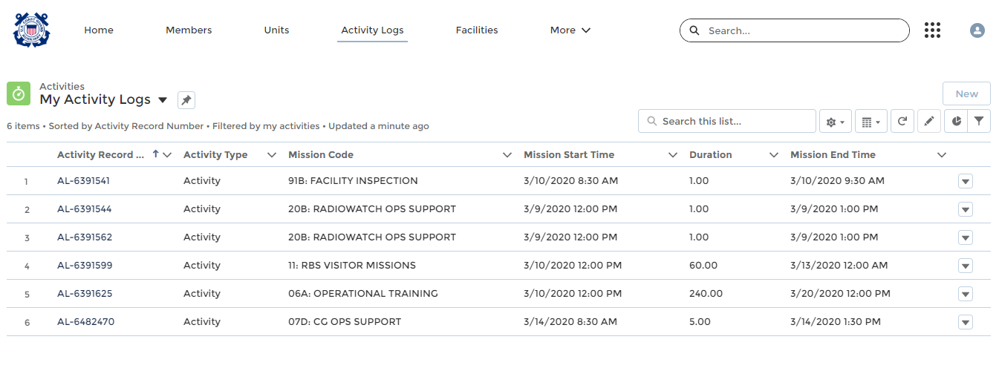 U.S. COAST GUARD AUXILIARY
Home Members Units Activity Logs Facilities More Search...
Activities
My Activity Logs
New
6 items • Sorted by Activity Record Number • Filtered by my activities • Updated a minute ago
Search this list...
Activity Record ... Activity Type Mission Code Mission Start Time Duration Mission End Time
1 AL-6391541 Activity 91B: FACILITY INSPECTION 3/10/2020 8:30 AM 1.00 3/10/2020 9:30 AM
2 AL-6391544 Activity 20B: RADIOWATCH OPS SUPPORT 3/9/2020 12:00 PM 1.00 3/9/2020 1:00 PM
3 AL-6391562 Activity 20B: RADIOWATCH OPS SUPPORT 3/9/2020 12:00 PM 1.00 3/9/2020 1:00 PM
4 AL-6391599 Activity 11: RBS VISITOR MISSIONS 3/10/2020 12:00 PM 60.00 3/13/2020 12:00 AM
5 AL-6391625 Activity 06A: OPERATIONAL TRAINING 3/10/2020 12:00 PM 240.00 3/20/2020 12:00 PM
6 AL-6482470 Activity 07D: CG OPS SUPPORT 3/14/2020 8:30 AM 5.00 3/14/2020 1:30 PM